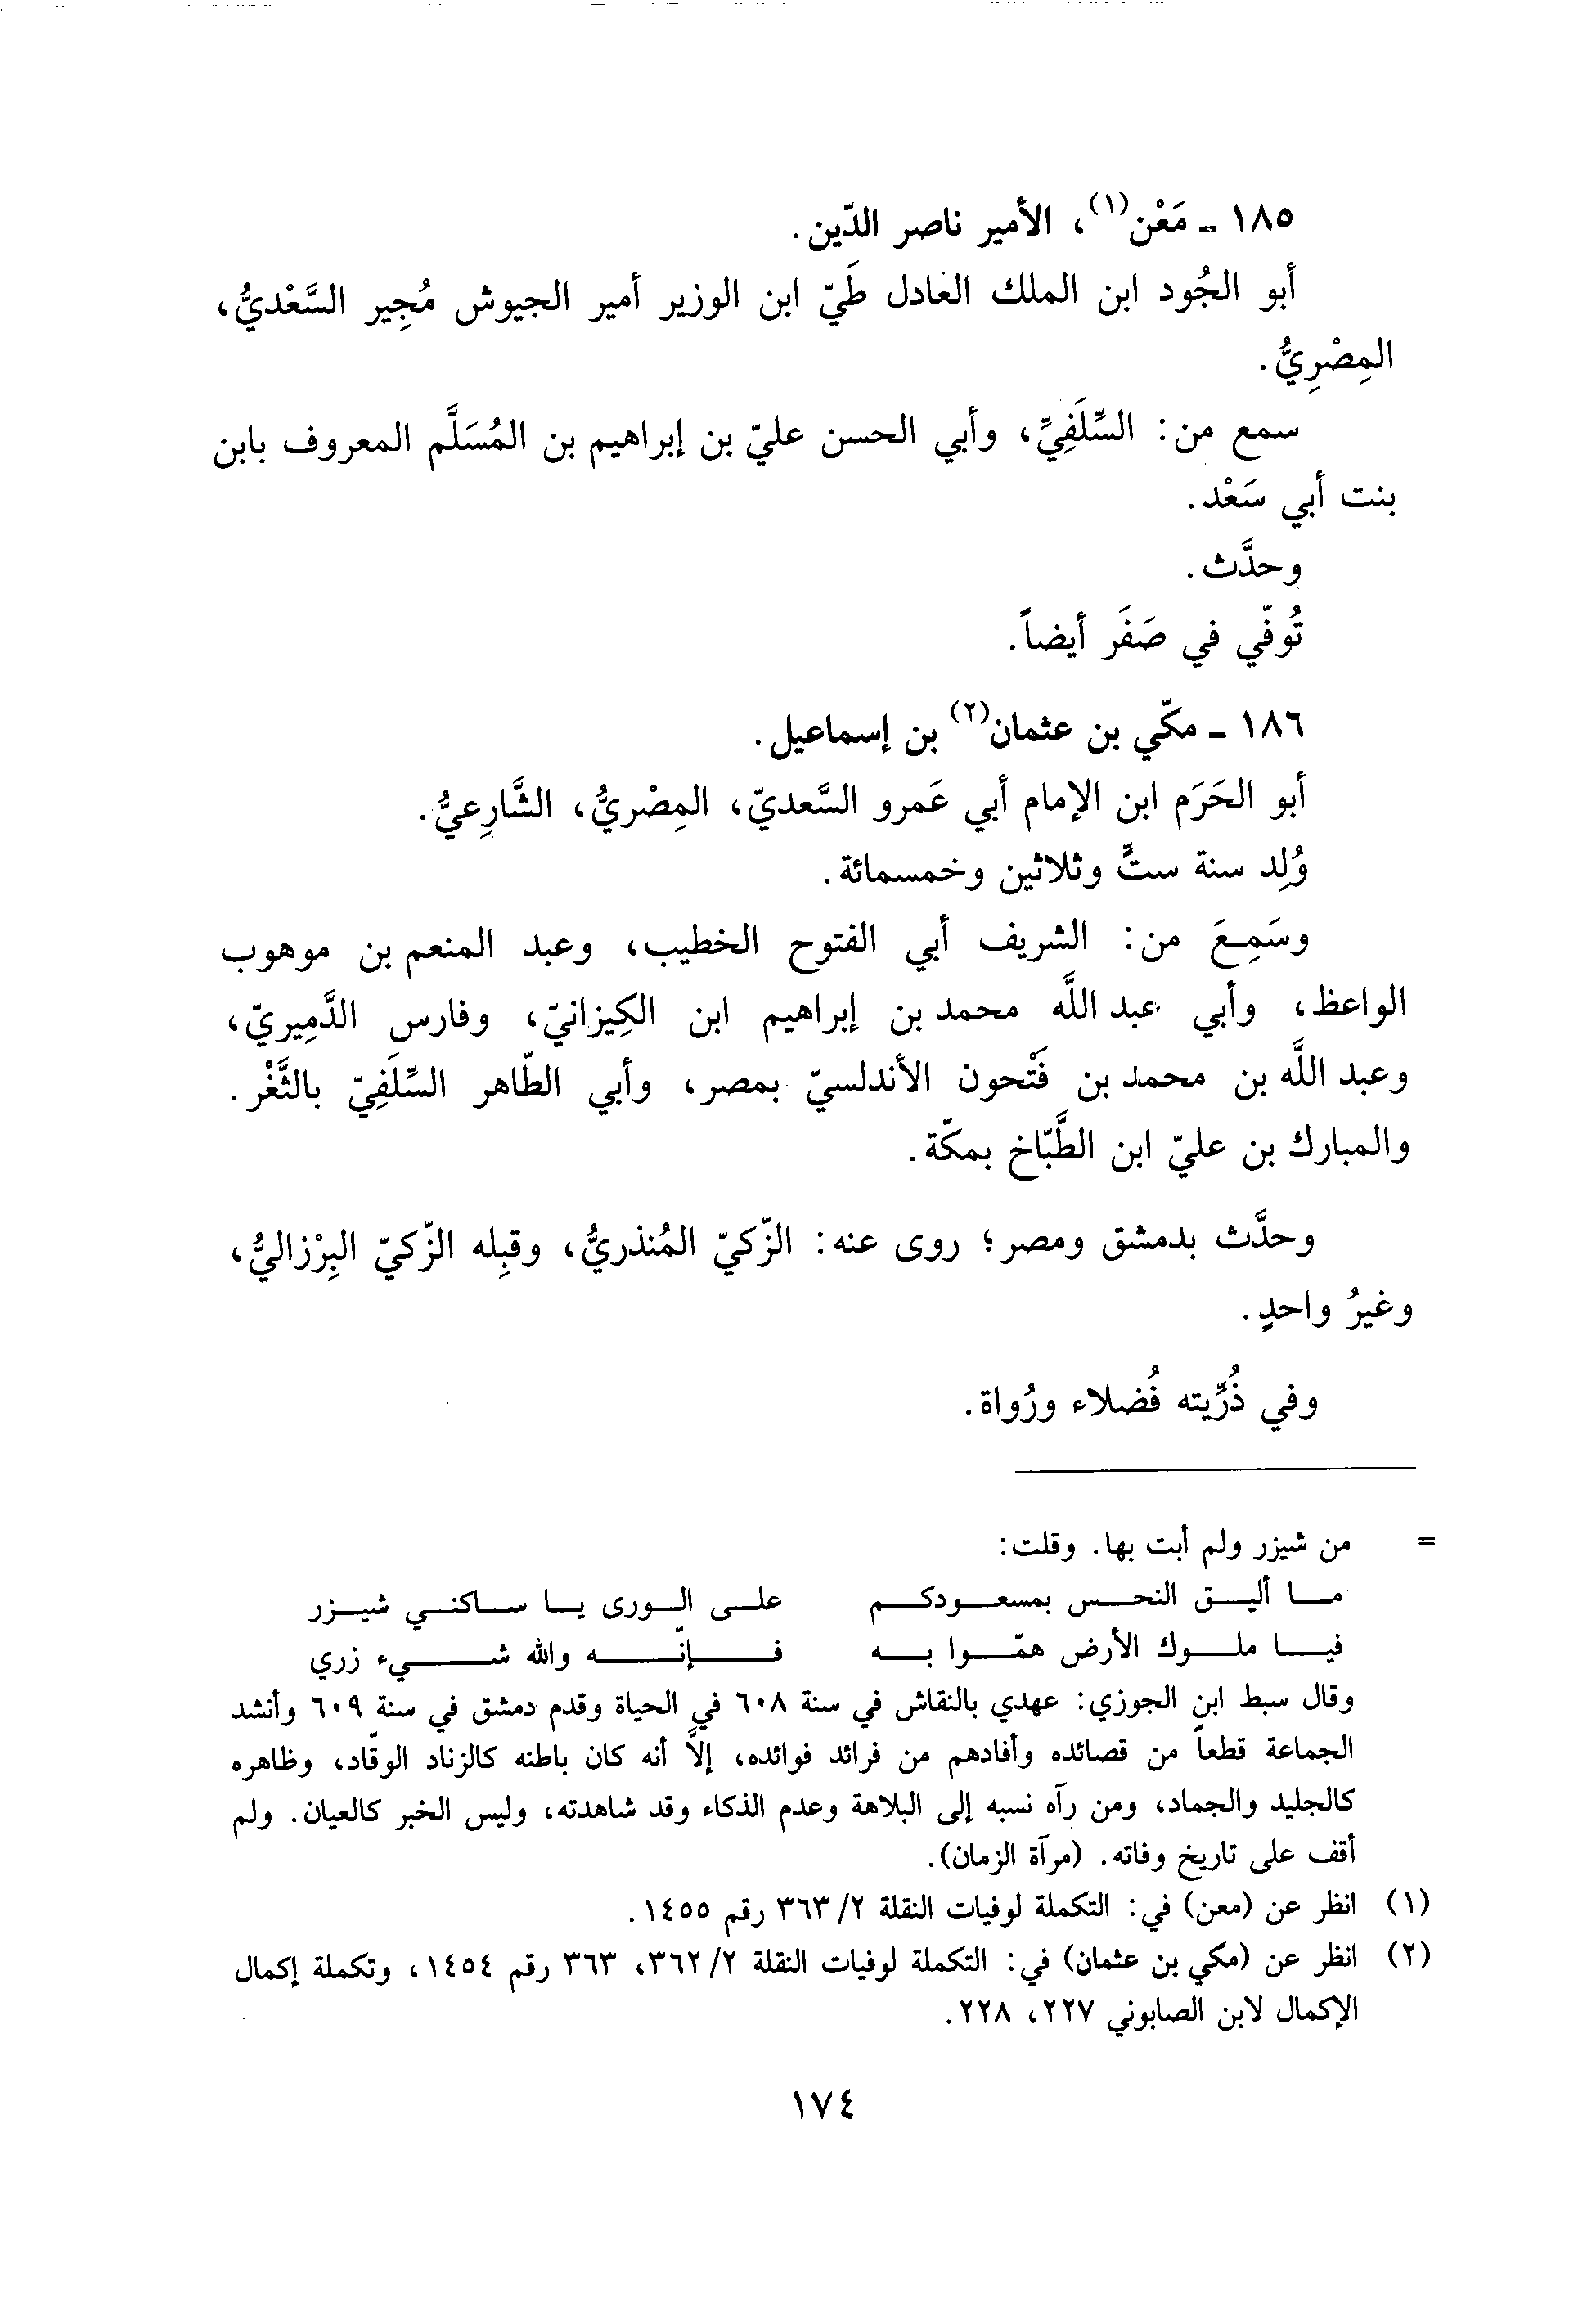 ١٨٥ ـ مَعْن(١)، الأمير ناصر الدّين.
أبو الجُود ابن الملك العادل طَيّ ابن الوزير أمير الجيوش مُجِير السَّعْديُّ،
المِصْرِيُّ.
سمع من: السِّلَفِيِّ، وأبي الحسن عليّ بن إبراهيم بن المُسَلَّم المعروف بابن
بنت أبي سَعْد.
وحدَّث.
تُوفّي في صَفَر أيضاً.
١٨٦ ـ مكّي بن عثمان(٢) بن إسماعيل.
أبو الحَرَم ابن الإمام أبي عَمرو السَّعديّ، المِصْريُّ، الشَّارِعيُّ.
وُلِد سنة ستٍّ وثلاثين وخمسمائة.
وسَمِعَ من: الشريف أبي الفتوح الخطيب، وعبد المنعم بن موهوب
الواعظ، وأبي عبد اللَّه محمد بن إبراهيم ابن الكِيزانيّ، وفارس الدَّمِيريّ،
وعبد اللَّه بن محمد بن فَتْحون الأندلسيّ بمصر، وأبي الطّاهر السِّلَفِيّ بالثَّغْر.
والمبارك بن عليّ ابن الطَّبّاخ بمكّة.
وحدَّث بدمشق ومصر؛ روى عنه: الزّكيّ المُنذريُّ، وقبِله الزّكيّ البِرْزاليُّ،
وغيرُ واحدٍ.
وفي ذُرِّيته فُضلاء ورُواة.
= من شيزر ولم أبت بها. وقلت:
مـا أليـق النحـس بمسعـودكـم على الـورى يـا سـاكنـي شيـزر
فيـا ملـوك الأرض همّـوا بـه فـإنّـه والله شـيء زري
وقال سبط ابن الجوزي: عهدي بالنقاش في سنة ٦٠٨ في الحياة وقدم دمشق في سنة ٦٠٩ وأنشد
الجماعة قطعاً من قصائده وأفادهم من فرائد فوائده، إلاَّ أنه كان باطنه كالزناد الوقّاد، وظاهره
كالجليد والجماد، ومن رآه نسبه إلى البلاهة وعدم الذكاء وقد شاهدته، وليس الخبر كالعيان. ولم
أقف على تاريخ وفاته. (مرآة الزمان).
(١) انظر عن (معن) في: التكملة لوفيات النقلة ٣٦٣/٢ رقم ١٤٥٥.
(٢) انظر عن (مكي بن عثمان) في: التكملة لوفيات النقلة ٣٦٢/٢، ٣٦٣ رقم ١٤٥٤، وتكملة إكمال
الإكمال لابن الصابوني ٢٢٧، ٢٢٨.
١٧٤